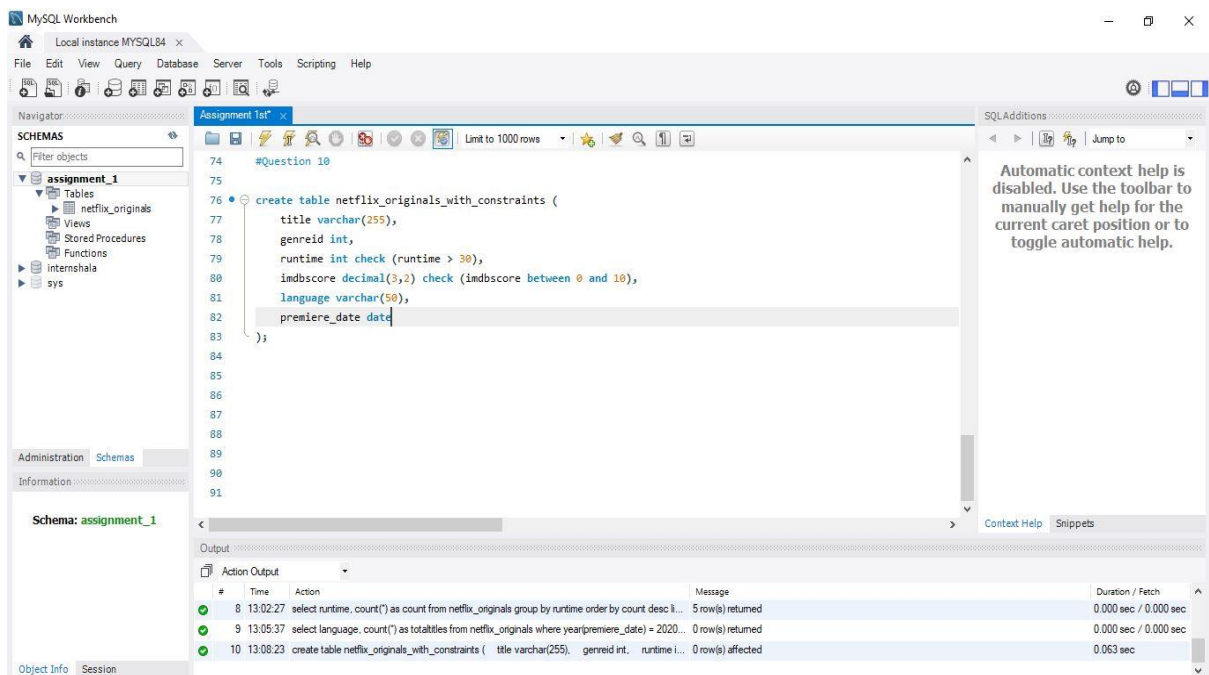 MySQL Workbench
Local instance MYSQL84
File Edit View Query Database Server Tools Scripting Help
Navigator
SCHEMAS
Filter objects
assignment_1
Tables
netflix_originals
Views
Stored Procedures
Functions
internshala
sys
Administration Schemas
Information
Schema: assignment_1
Object Info Session
Assignment 1st*
Limit to 1000 rows
74 #Question 10
75
76 create table netflix_originals_with_constraints (
77 title varchar(255),
78 genreid int,
79 runtime int check (runtime > 30),
80 imdbscore decimal(3,2) check (imdbscore between 0 and 10),
81 language varchar(50),
82 premiere_date date
83 );
84
85
86
87
88
89
90
91
SQLAdditions
Jump to
Automatic context help is
disabled. Use the toolbar to
manually get help for the
current caret position or to
toggle automatic help.
Context Help Snippets
Output
Action Output
# Time Action Message Duration / Fetch
8 13:02:27 select runtime, count(*) as count from netflix_originals group by runtime order by count desc li... 5 row(s) returned 0.000 sec / 0.000 sec
9 13:05:37 select language, count(*) as totaltitles from netflix_originals where year(premiere_date) = 2020... 0 row(s) returned 0.000 sec / 0.000 sec
10 13:08:23 create table netflix_originals_with_constraints ( title varchar(255), genreid int, runtime i... 0 row(s) affected 0.063 sec